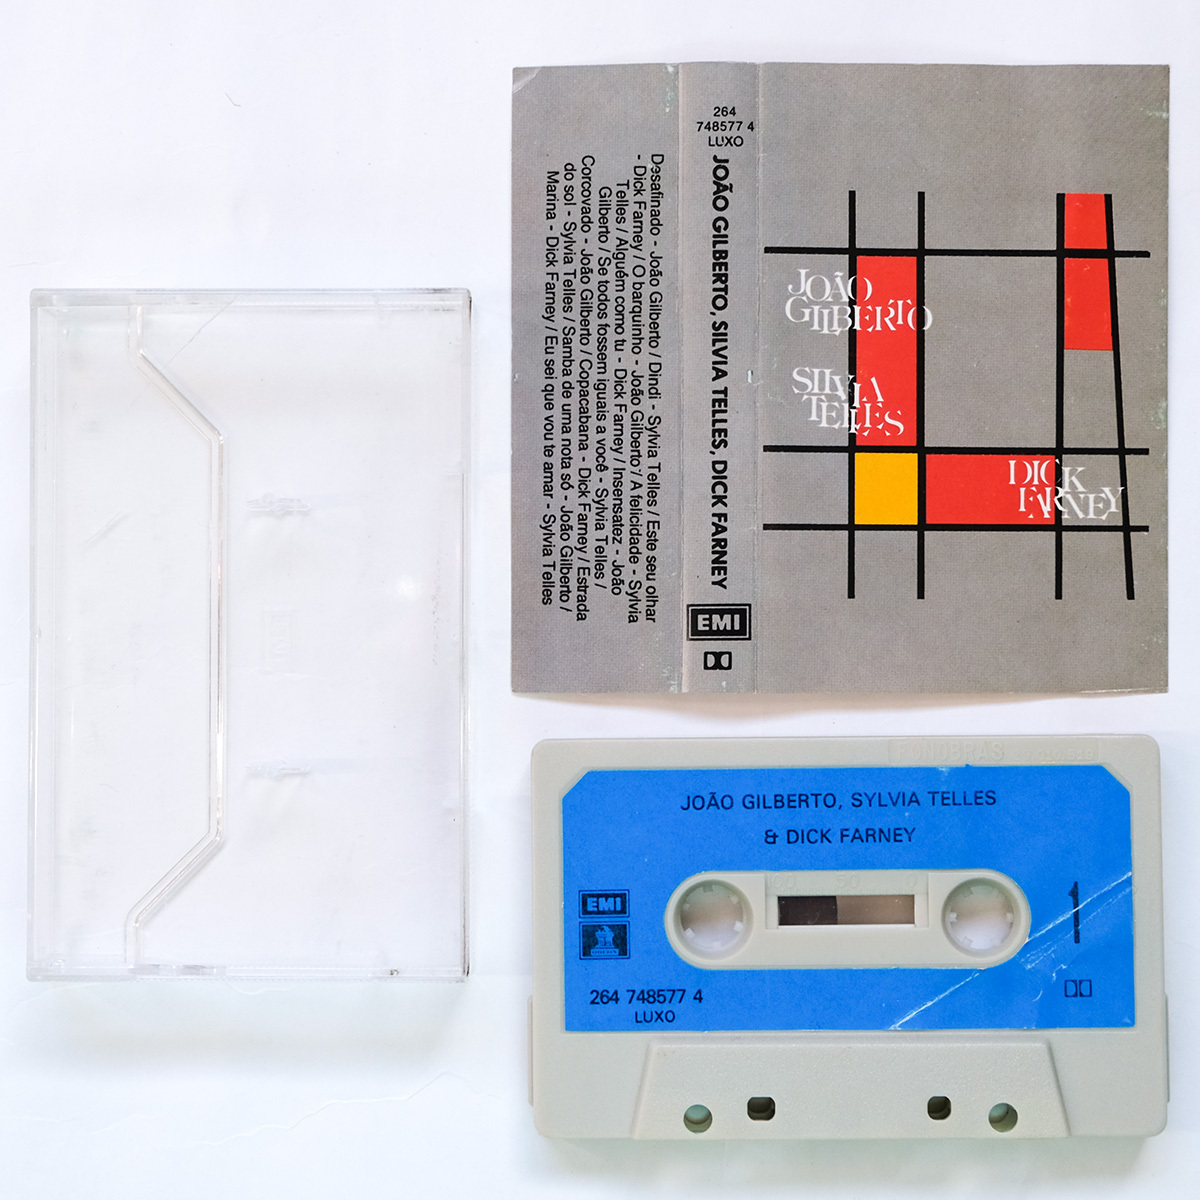 264
748577 4
LUXO
JOÃO GILBERTO, SILVIA TELLES, DICK FARNEY
EMI
Desafinado - João Gilberto / Dindi - Sylvia Telles / Este seu olhar
- Dick Farney / O barquinho - João Gilberto / A felicidade - Sylvia
Telles / Alguém como tu - Dick Farney / Insensatez - João
Gilberto / Se todos fossem iguais a você - Sylvia Telles /
Corcovado - João Gilberto / Copacabana - Dick Farney / Estrada
do sol - Sylvia Telles / Samba de uma nota só - João Gilberto /
Marina - Dick Farney / Eu sei que vou te amar - Sylvia Telles
JOÃO
GILBERTO
SILVIA
TELLES
DICK
FARNEY
FONOBRAS
JOÃO GILBERTO, SYLVIA TELLES
& DICK FARNEY
EMI
1
264 748577 4
LUXO
50
0